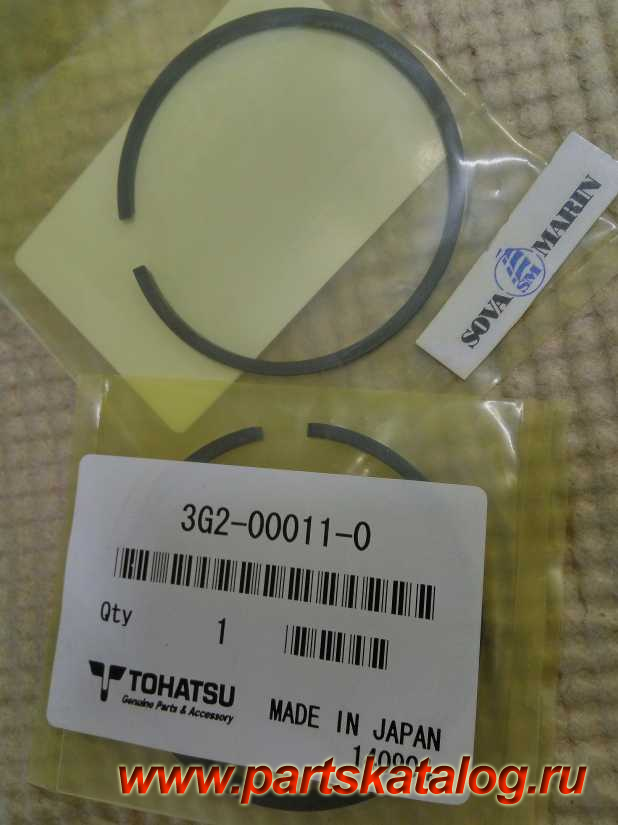 SOVA SM MARIN
3G2-00011-0
Qty 1
TOHATSU
Genuine Parts & Accessory
MADE IN JAPAN
www.partskatalog.ru